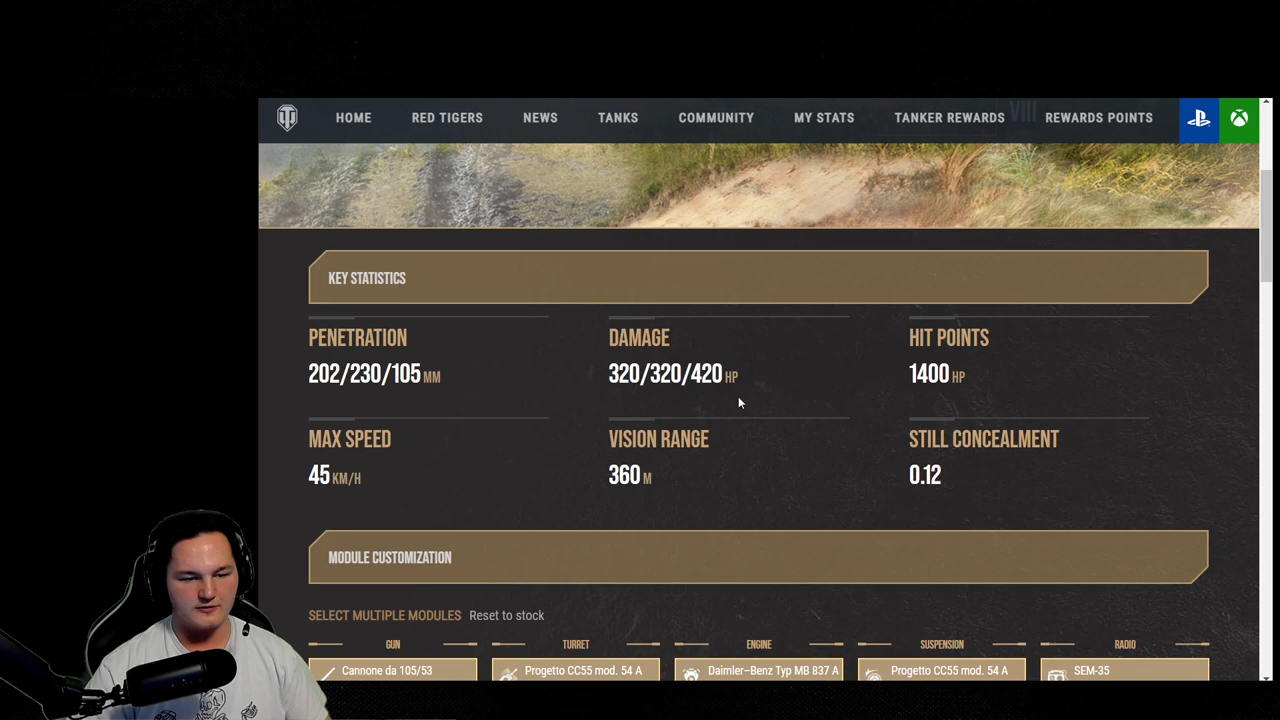 HOME RED TIGERS NEWS TANKS COMMUNITY MY STATS TANKER REWARDS VIII REWARDS POINTS
KEY STATISTICS
PENETRATION DAMAGE HIT POINTS
202/230/105 MM 320/320/420 HP 1400 HP
MAX SPEED VISION RANGE STILL CONCEALMENT
45 KM/H 360 M 0.12
MODULE CUSTOMIZATION
SELECT MULTIPLE MODULES Reset to stock
GUN TURRET ENGINE SUSPENSION RADIO
Cannone da 105/53 Progetto CC55 mod. 54 A Daimler-Benz Typ MB 837 A Progetto CC55 mod. 54 A SEM-35